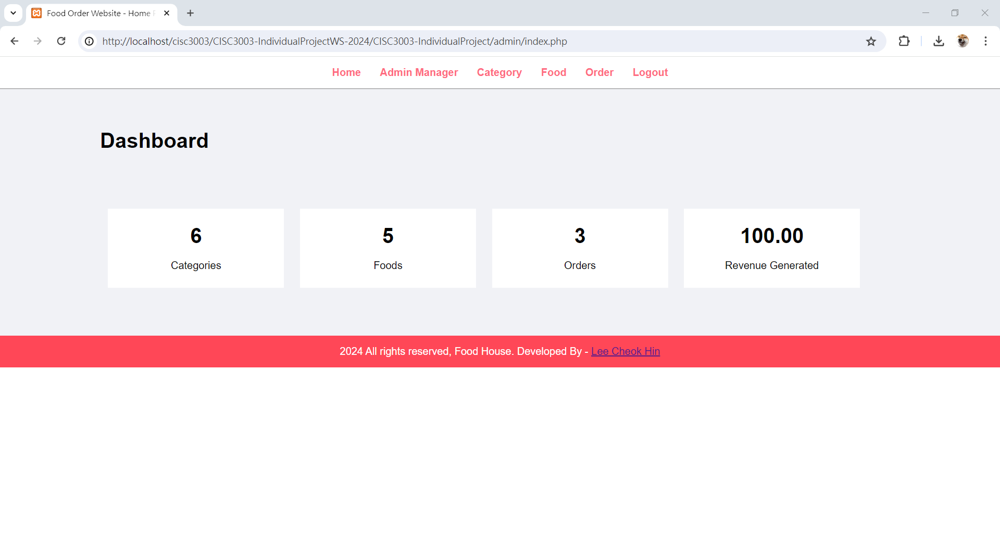 Food Order Website - Home
http://localhost/cisc3003/CISC3003-IndividualProjectWS-2024/CISC3003-IndividualProject/admin/index.php
Home Admin Manager Category Food Order Logout
Dashboard
6 5 3 100.00
Categories Foods Orders Revenue Generated
2024 All rights reserved, Food House. Developed By - Lee Cheok Hin